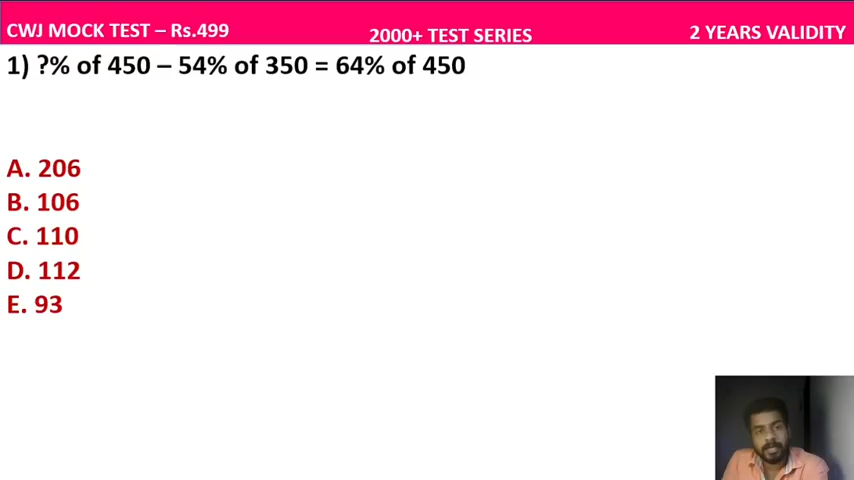 CWJ MOCK TEST – Rs.499
2000+ TEST SERIES
2 YEARS VALIDITY
1) ?% of 450 – 54% of 350 = 64% of 450
A. 206
B. 106
C. 110
D. 112
E. 93